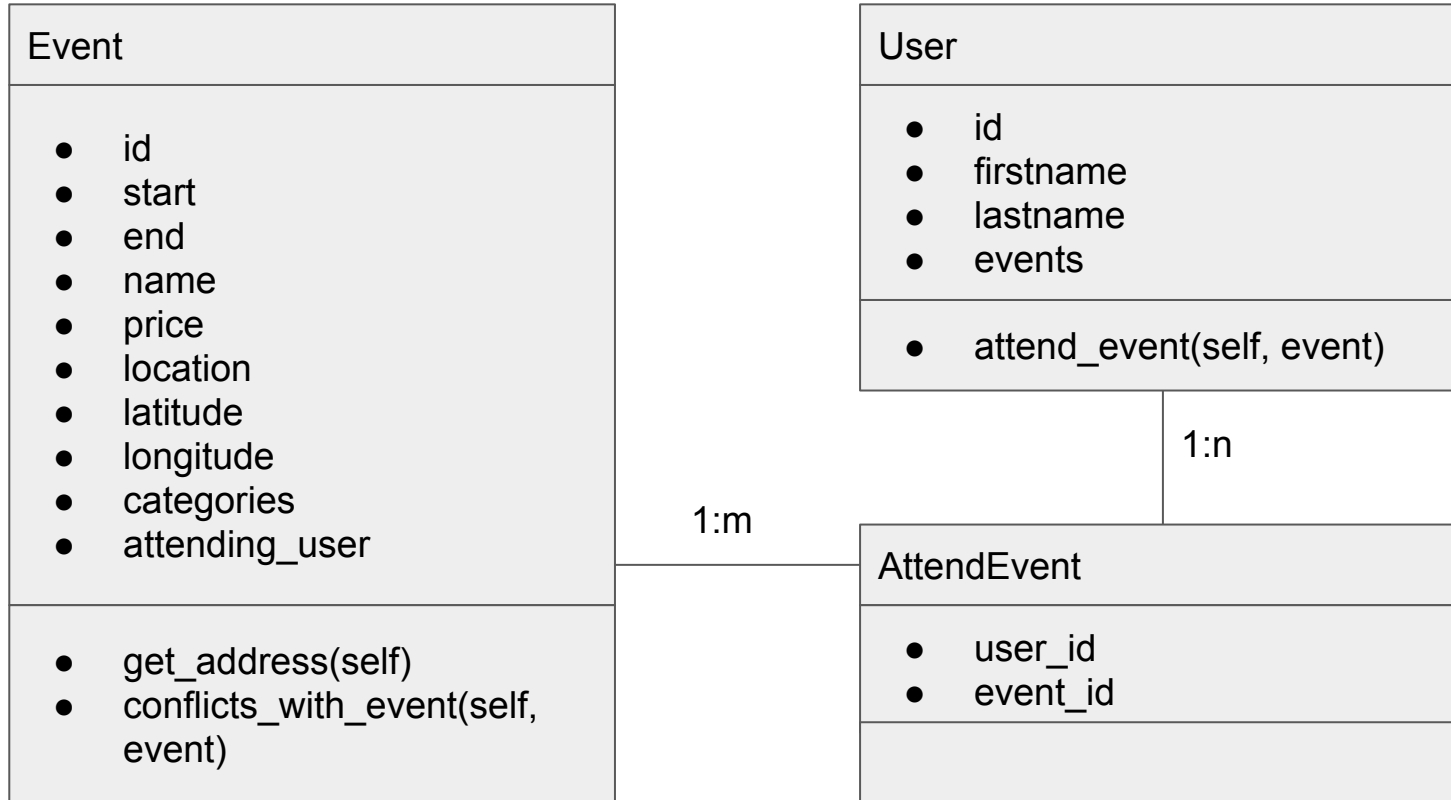 Event
● id
● start
● end
● name
● price
● location
● latitude
● longitude
● categories
● attending_user
● get_address(self)
● conflicts_with_event(self,
event)
1:m
User
● id
● firstname
● lastname
● events
● attend_event(self, event)
1:n
AttendEvent
● user_id
● event_id